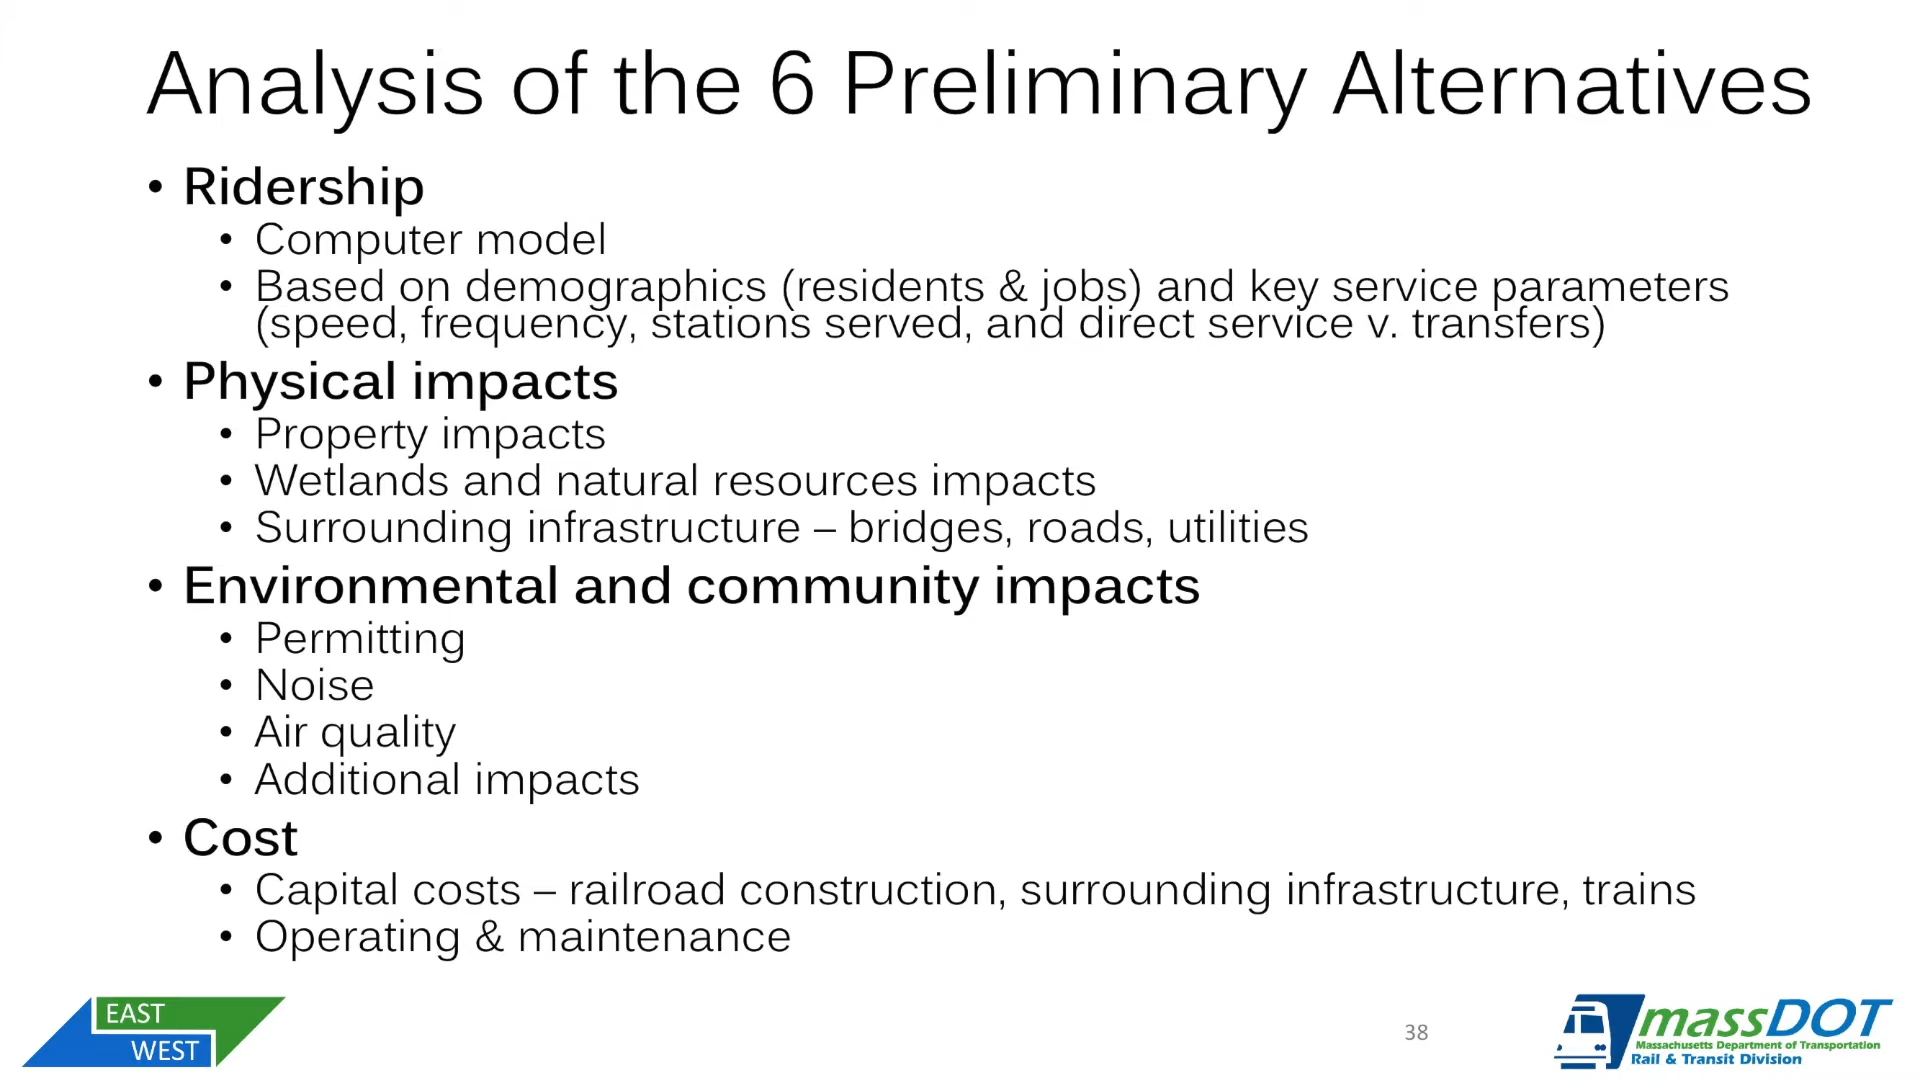 Analysis of the 6 Preliminary Alternatives
• Ridership
• Computer model
• Based on demographics (residents & jobs) and key service parameters
(speed, frequency, stations served, and direct service v. transfers)
• Physical impacts
• Property impacts
• Wetlands and natural resources impacts
• Surrounding infrastructure – bridges, roads, utilities
• Environmental and community impacts
• Permitting
• Noise
• Air quality
• Additional impacts
• Cost
• Capital costs – railroad construction, surrounding infrastructure, trains
• Operating & maintenance
EAST
WEST
38
massDOT
Massachusetts Department of Transportation
Rail & Transit Division